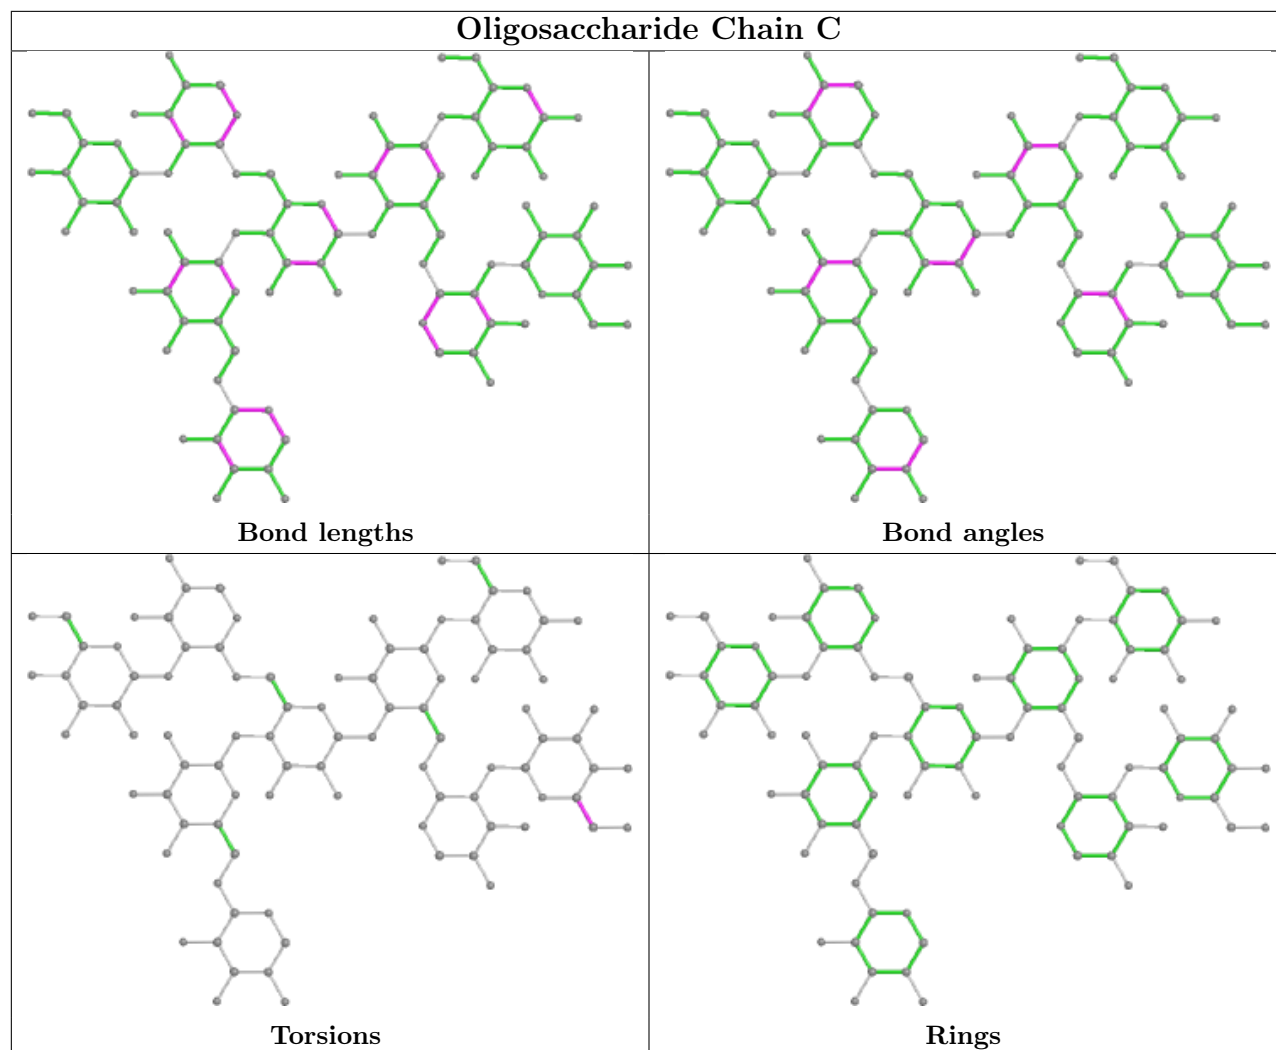 Oligosaccharide Chain C
Bond lengths
Bond angles
Torsions
Rings